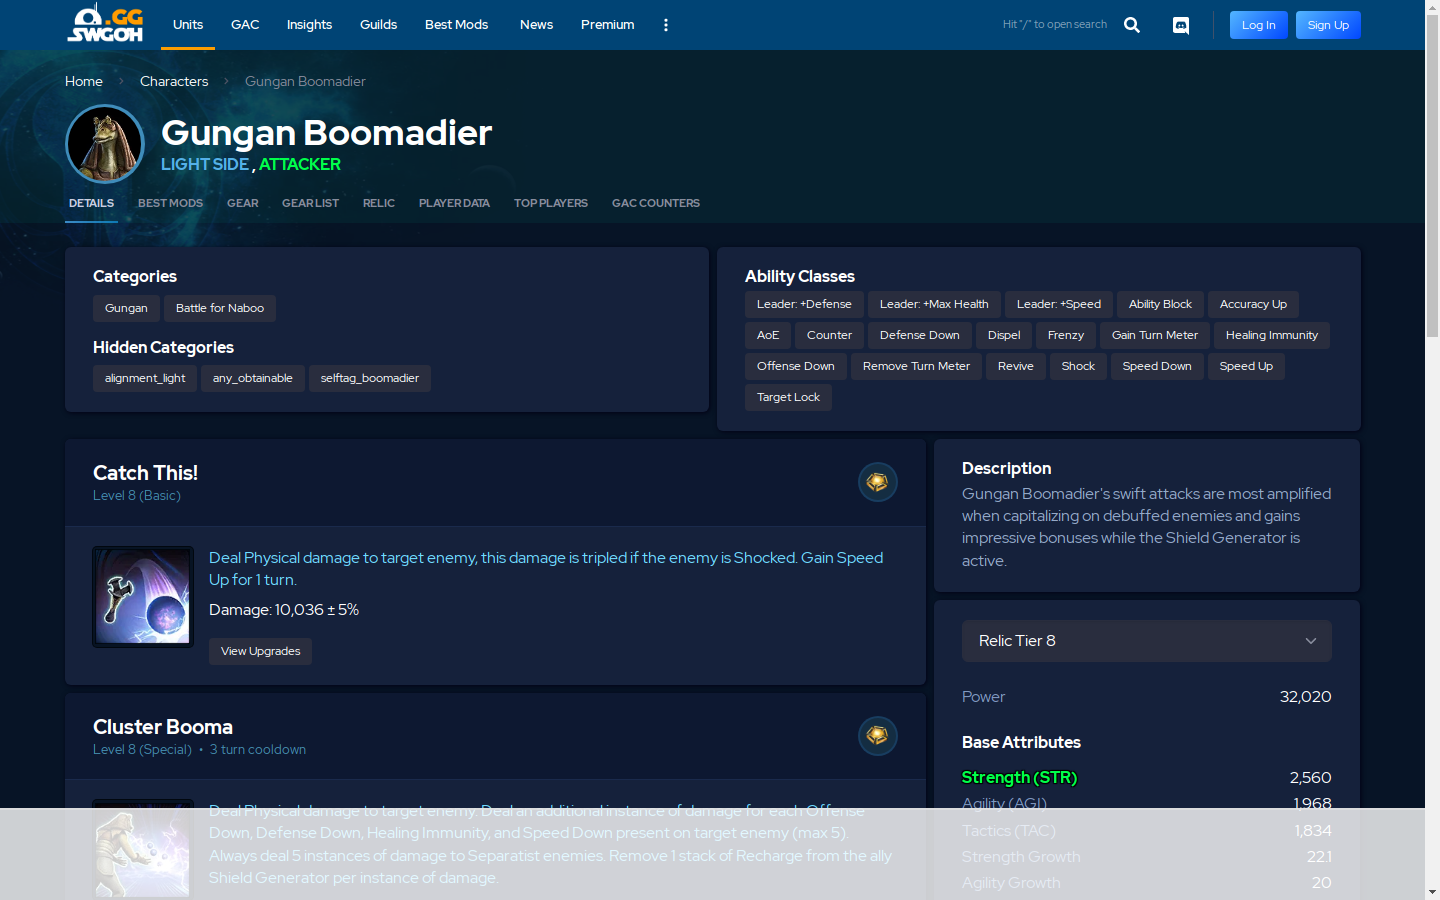 .GG
SWGOH
Units
GAC
Insights
Guilds
Best Mods
News
Premium
Hit "/" to open search
Log In
Sign Up
Home
Characters
Gungan Boomadier
Gungan Boomadier
LIGHT SIDE , ATTACKER
DETAILS
BEST MODS
GEAR
GEAR LIST
RELIC
PLAYER DATA
TOP PLAYERS
GAC COUNTERS
Categories
Gungan
Battle for Naboo
Hidden Categories
alignment_light
any_obtainable
selftag_boomadier
Ability Classes
Leader: +Defense
Leader: +Max Health
Leader: +Speed
Ability Block
Accuracy Up
AoE
Counter
Defense Down
Dispel
Frenzy
Gain Turn Meter
Healing Immunity
Offense Down
Remove Turn Meter
Revive
Shock
Speed Down
Speed Up
Target Lock
Catch This!
Level 8 (Basic)
Deal Physical damage to target enemy, this damage is tripled if the enemy is Shocked. Gain Speed
Up for 1 turn.
Damage: 10,036 ± 5%
View Upgrades
Cluster Booma
Level 8 (Special) • 3 turn cooldown
Deal Physical damage to target enemy. Deal an additional instance of damage for each Offense
Down, Defense Down, Healing Immunity, and Speed Down present on target enemy (max 5).
Always deal 5 instances of damage to Separatist enemies. Remove 1 stack of Recharge from the ally
Shield Generator per instance of damage.
Description
Gungan Boomadier's swift attacks are most amplified
when capitalizing on debuffed enemies and gains
impressive bonuses while the Shield Generator is
active.
Relic Tier 8
Power 32,020
Base Attributes
Strength (STR) 2,560
Agility (AGI) 1,968
Tactics (TAC) 1,834
Strength Growth 22.1
Agility Growth 20